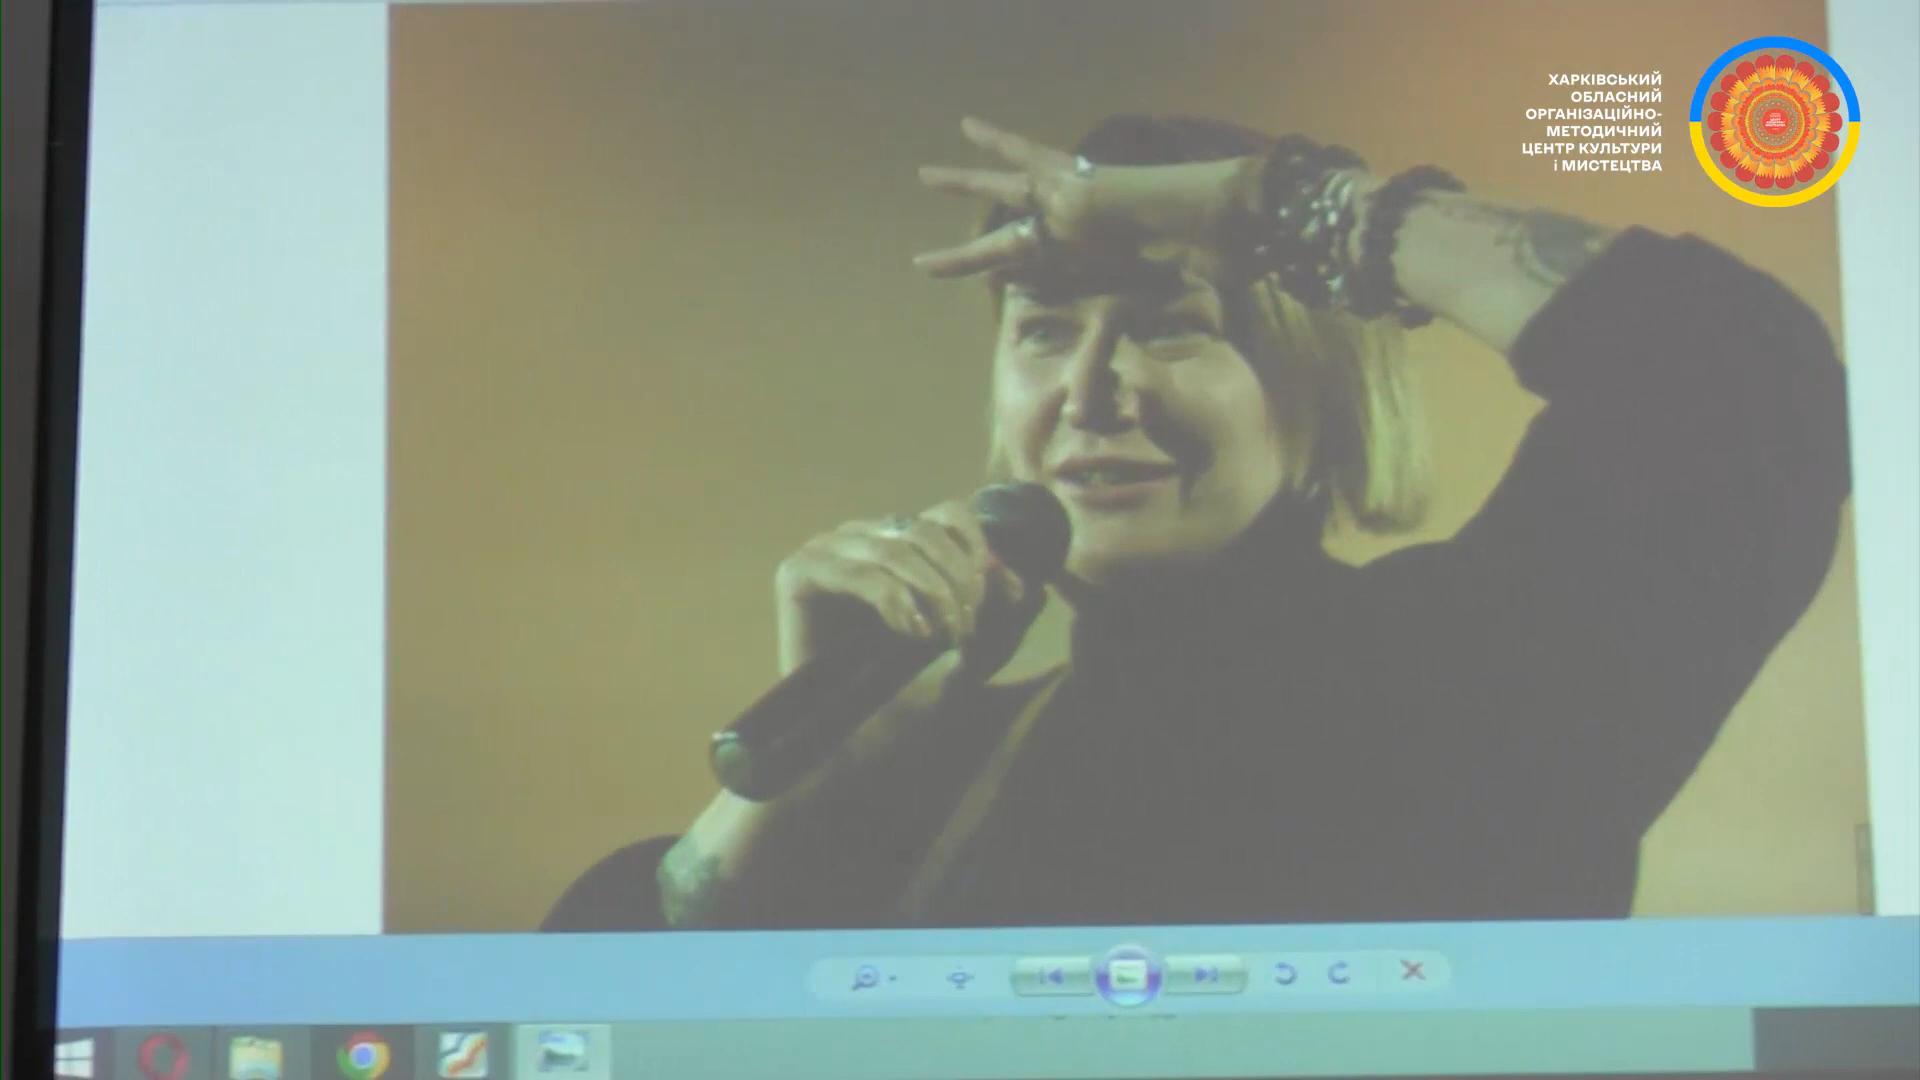 ХАРКІВСЬКИЙ
ОБЛАСНИЙ
ОРГАНІЗАЦІЙНО-
МЕТОДИЧНИЙ
ЦЕНТР КУЛЬТУРИ
і МИСТЕЦТВА